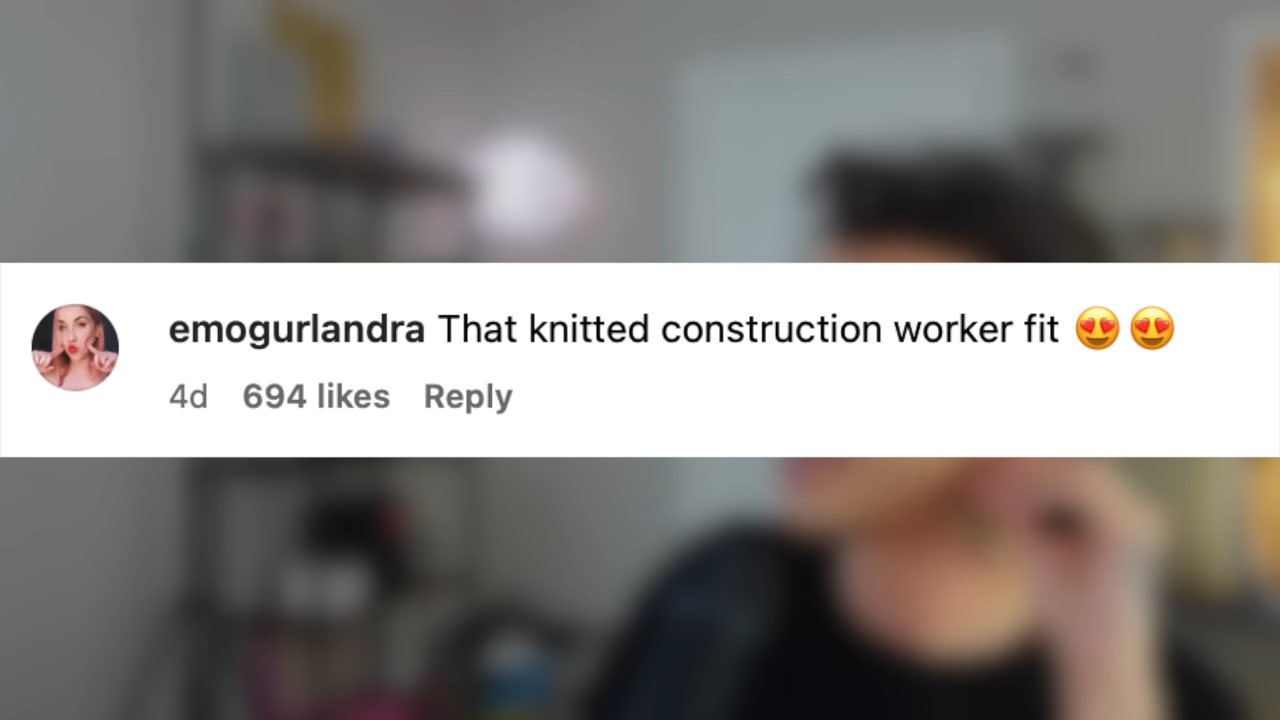 emogurlandra That knitted construction worker fit 😍😍
4d 694 likes Reply